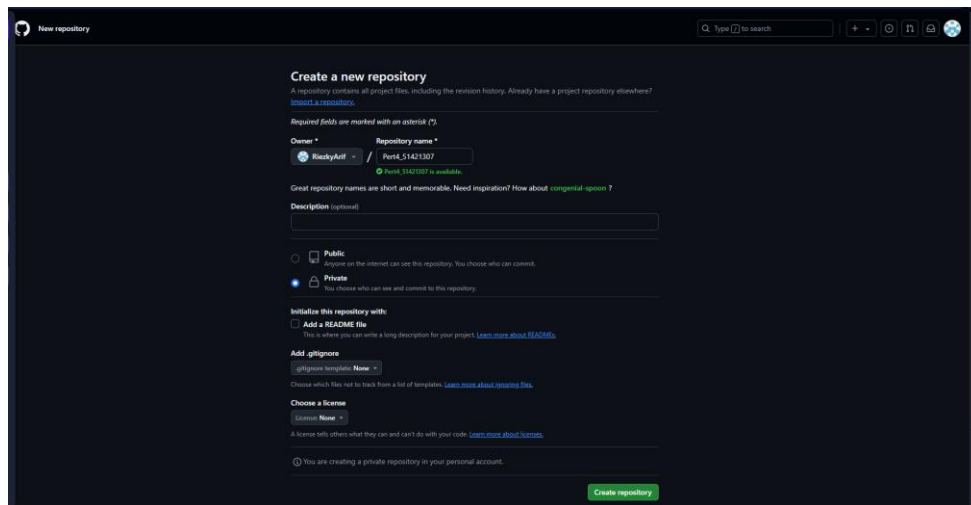 New repository
Type / to search
Create a new repository
A repository contains all project files, including the revision history. Already have a project repository elsewhere?
Import a repository.
Required fields are marked with an asterisk (*).
Owner * Repository name *
RiezkyArif / Pert4_51421307
Pert4_51421307 is available.
Great repository names are short and memorable. Need inspiration? How about congenial-spoon ?
Description (optional)
Public
Anyone on the internet can see this repository. You choose who can commit.
Private
You choose who can see and commit to this repository.
Initialize this repository with:
Add a README file
This is where you can write a long description for your project. Learn more about READMEs.
Add .gitignore
.gitignore template: None
Choose which files not to track from a list of templates. Learn more about ignoring files.
Choose a license
License: None
A license tells others what they can and can't do with your code. Learn more about licenses.
You are creating a private repository in your personal account.
Create repository